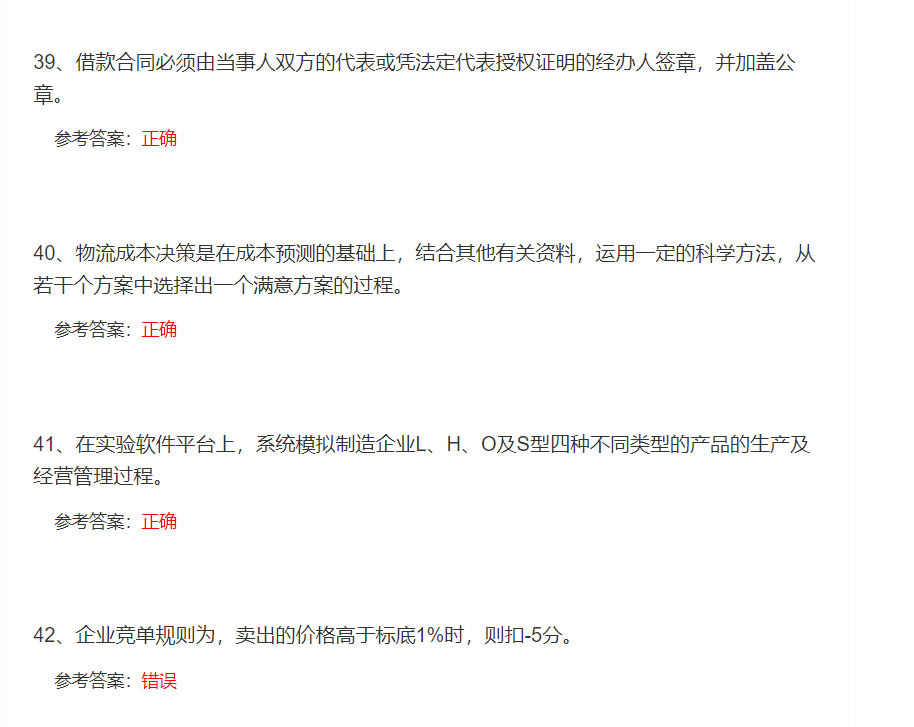 39、借款合同必须由当事人双方的代表或凭法定代表授权证明的经办人签章，并加盖公
章。
参考答案：正确
40、物流成本决策是在成本预测的基础上，结合其他有关资料，运用一定的科学方法，从
若干个方案中选择出一个满意方案的过程。
参考答案：正确
41、在实验软件平台上，系统模拟制造企业L、H、O及S型四种不同类型的产品的生产及
经营管理过程。
参考答案：正确
42、企业竞单规则为，卖出的价格高于标底1%时，则扣-5分。
参考答案：错误